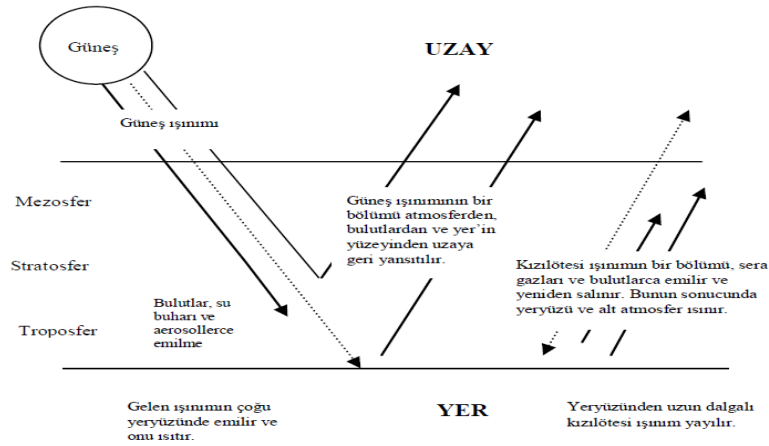 Güneş
UZAY
Güneş ışınımı
Mezosfer
Güneş ışınımının bir
bölümü atmosferden,
bulutlardan ve yer’in
yüzeyinden uzaya
geri yansıtılır.
Stratosfer
Kızılötesi ışınımın bir bölümü, sera
gazları ve bulutlarca emilir ve
yeniden salınır. Bunun sonucunda
yeryüzü ve alt atmosfer ısınır.
Bulutlar, su
buharı ve
aerosollerce
emilme
Troposfer
Gelen ışınımın çoğu
yeryüzünde emilir ve
onu ısıtır.
YER
Yeryüzünden uzun dalgalı
kızılötesi ışınım yayılır.